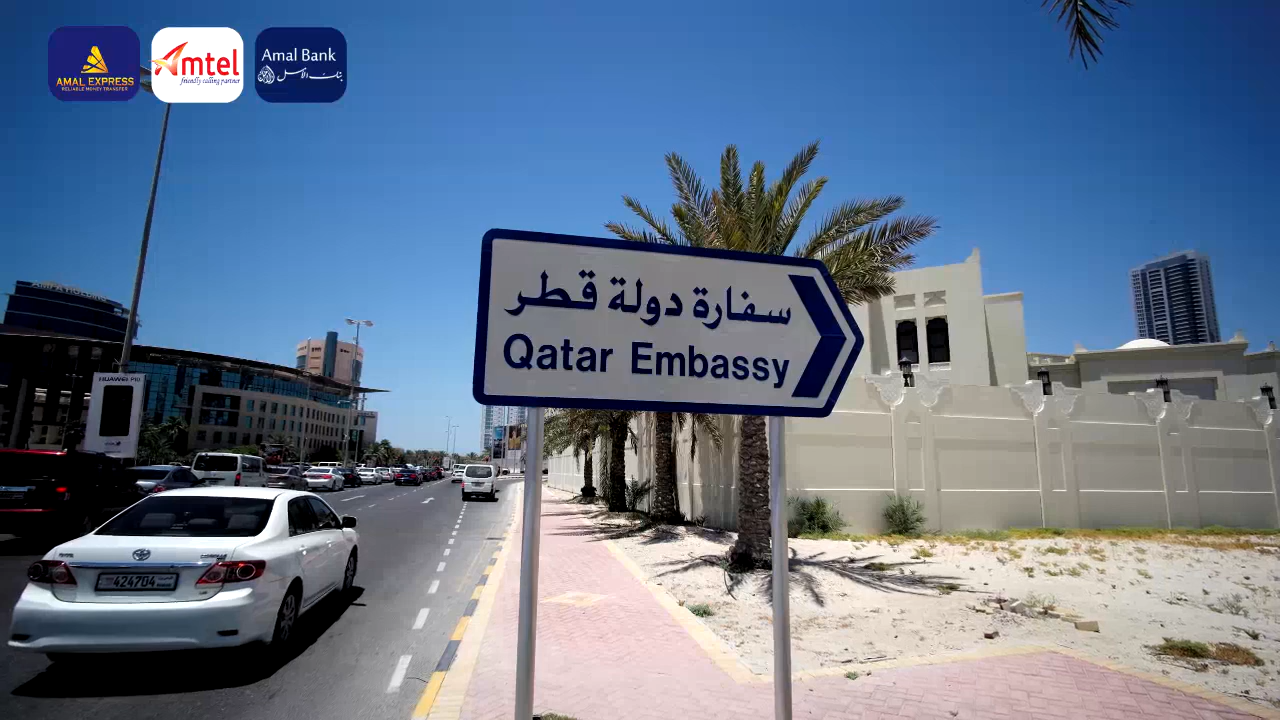 AMAL EXPRESS
RELIABLE MONEY TRANSFER
Amtel
friendly calling partner
Amal Bank
بنك الأمل
سفارة دولة قطر
Qatar Embassy
HUAWEI P10
424704